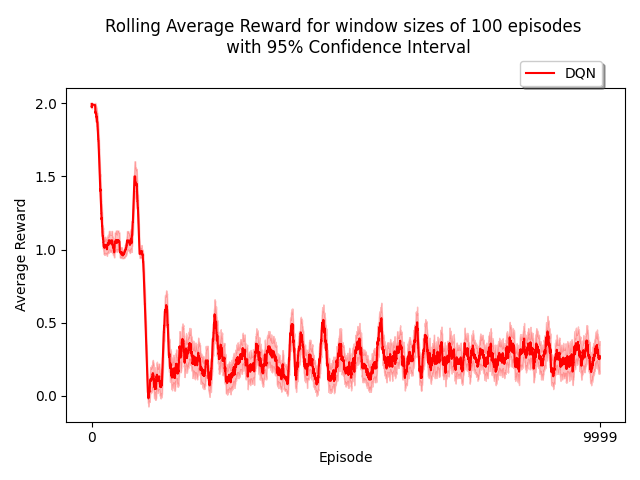 Rolling Average Reward for window sizes of 100 episodes
with 95% Confidence Interval
DQN
2.0
1.5
1.0
0.5
0.0
Average Reward
0
9999
Episode